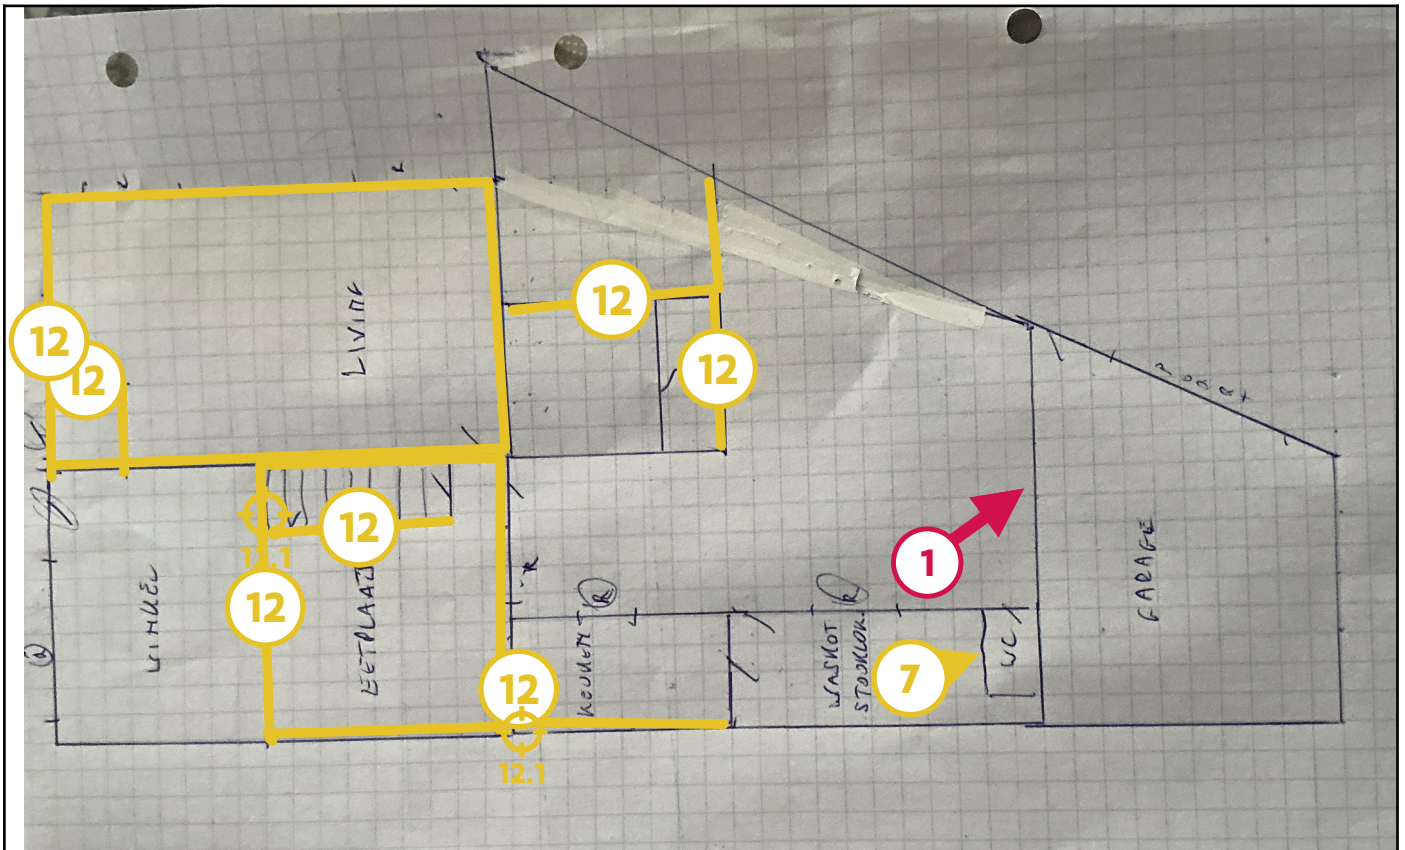 LIVING
12
12
12
12
12
12
12
12.1
12.1
WINKEL
EETPLAATS
KEUKEN
R
R
WASKOT
STOOKLOK.
WC
7
1
GARAGE
POORT